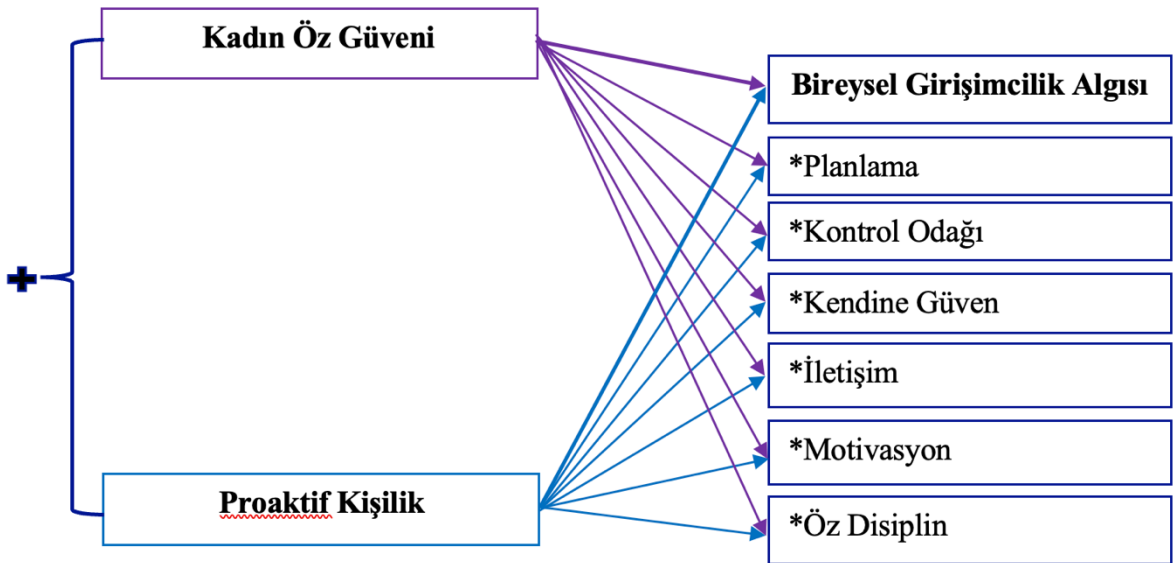 Kadın Öz Güveni
Bireysel Girişimcilik Algısı
*Planlama
*Kontrol Odağı
*Kendine Güven
*İletişim
*Motivasyon
Proaktif Kişilik
*Öz Disiplin